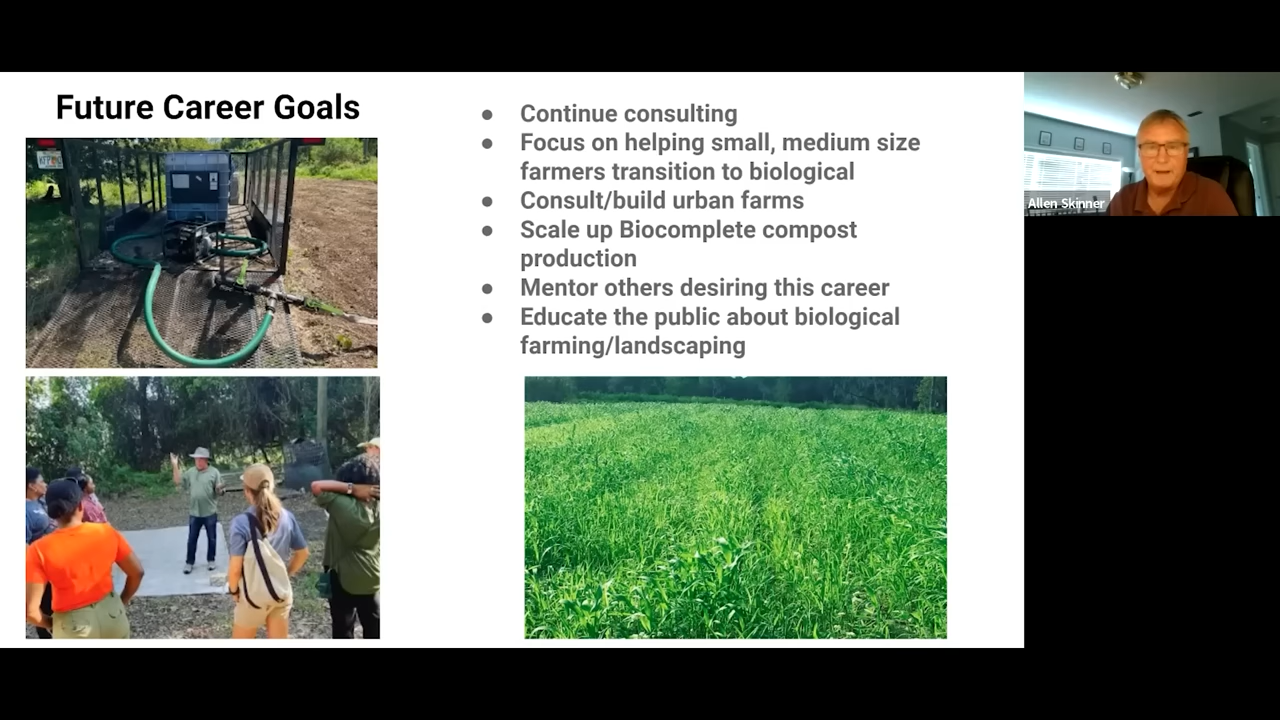 Future Career Goals
● Continue consulting
● Focus on helping small, medium size
farmers transition to biological
● Consult/build urban farms
● Scale up Biocomplete compost
production
● Mentor others desiring this career
● Educate the public about biological
farming/landscaping
Allen Skinner